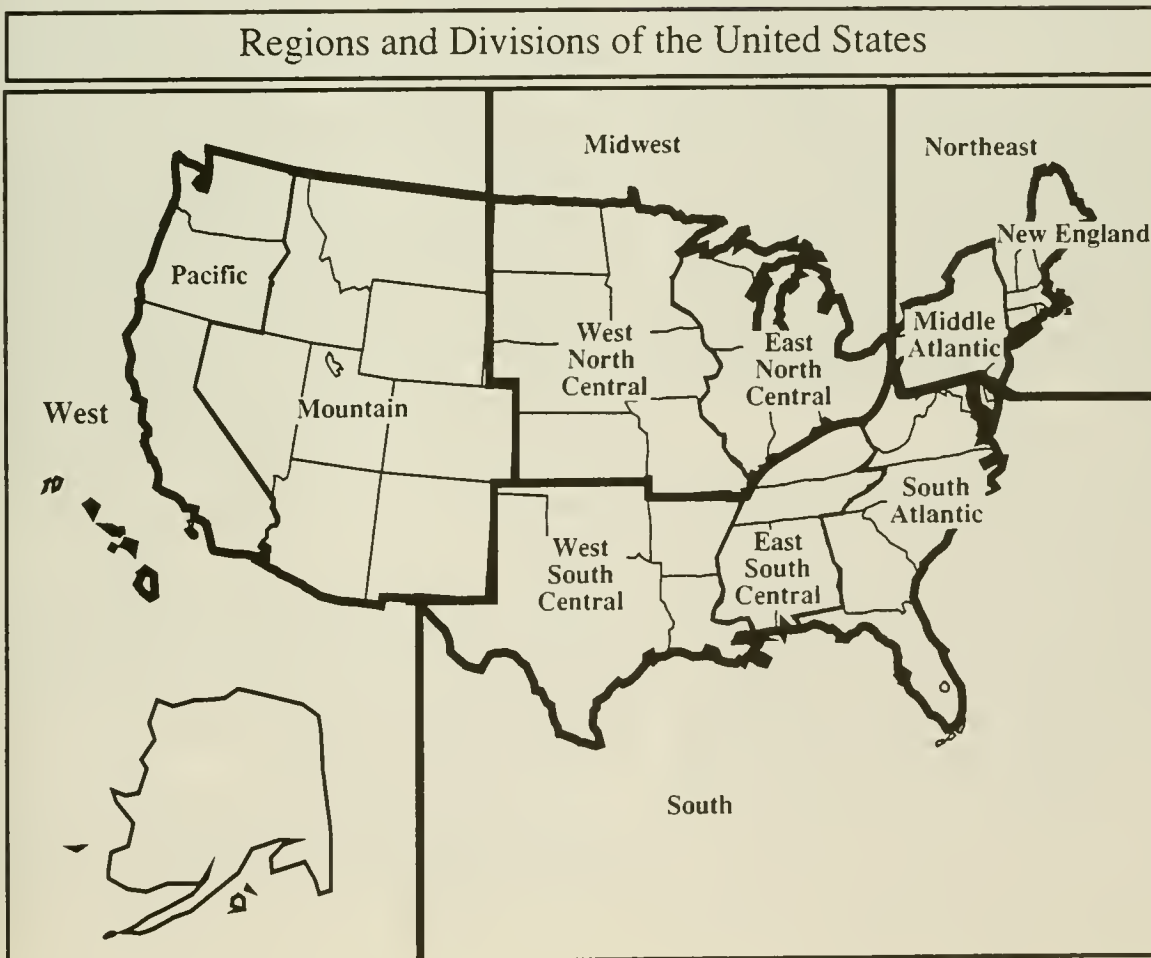 Regions and Divisions of the United States
Midwest
Northeast
New England
Pacific
Middle
Atlantic
West
North
Central
East
North
Central
West
Mountain
South
Atlantic
West
South
Central
East
South
Central
South